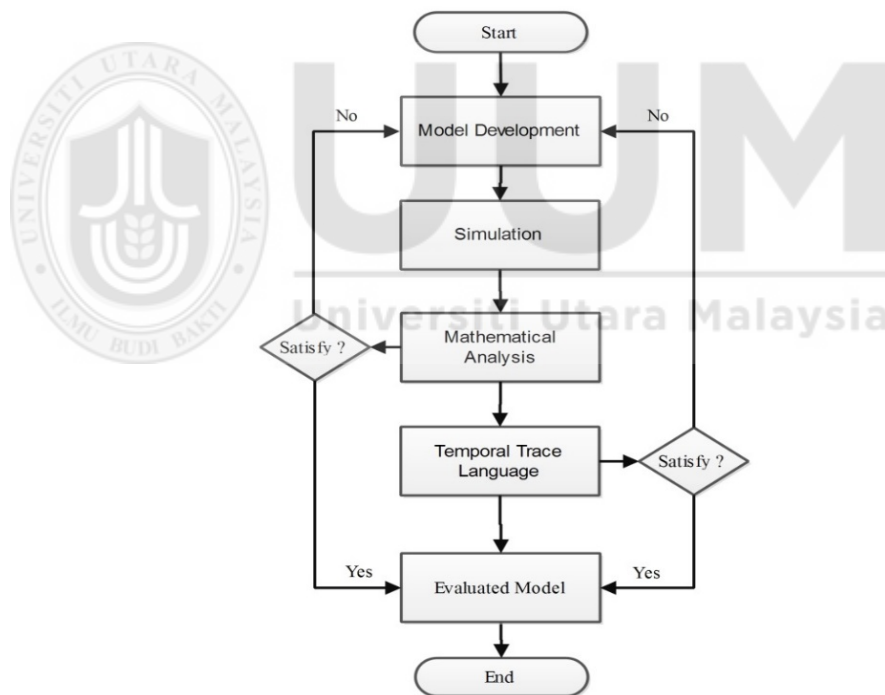 Start
UNIVERSITI UTARA MALAYSIA
ILMU BUDI BAKTI
UUM
Universiti Utara Malaysia
No
Model Development
No
Simulation
Mathematical
Analysis
Satisfy ?
Temporal Trace
Language
Satisfy ?
Yes
Evaluated Model
Yes
End